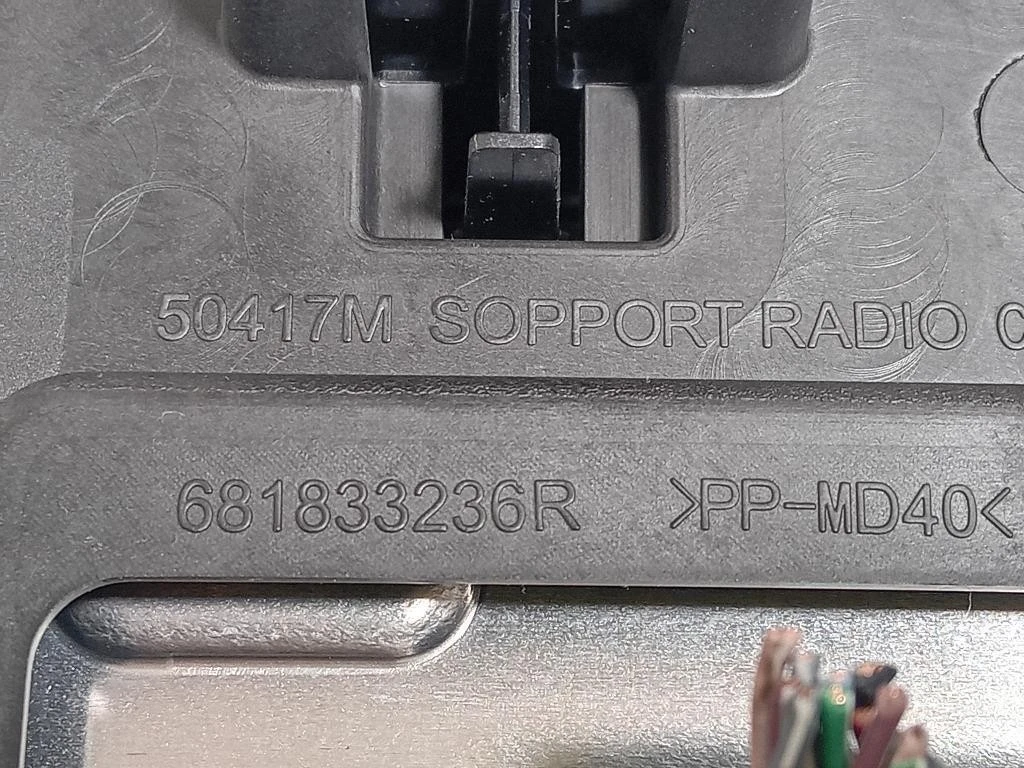 50417M SOPPORT RADIO C
681833236R >PP-MD40<